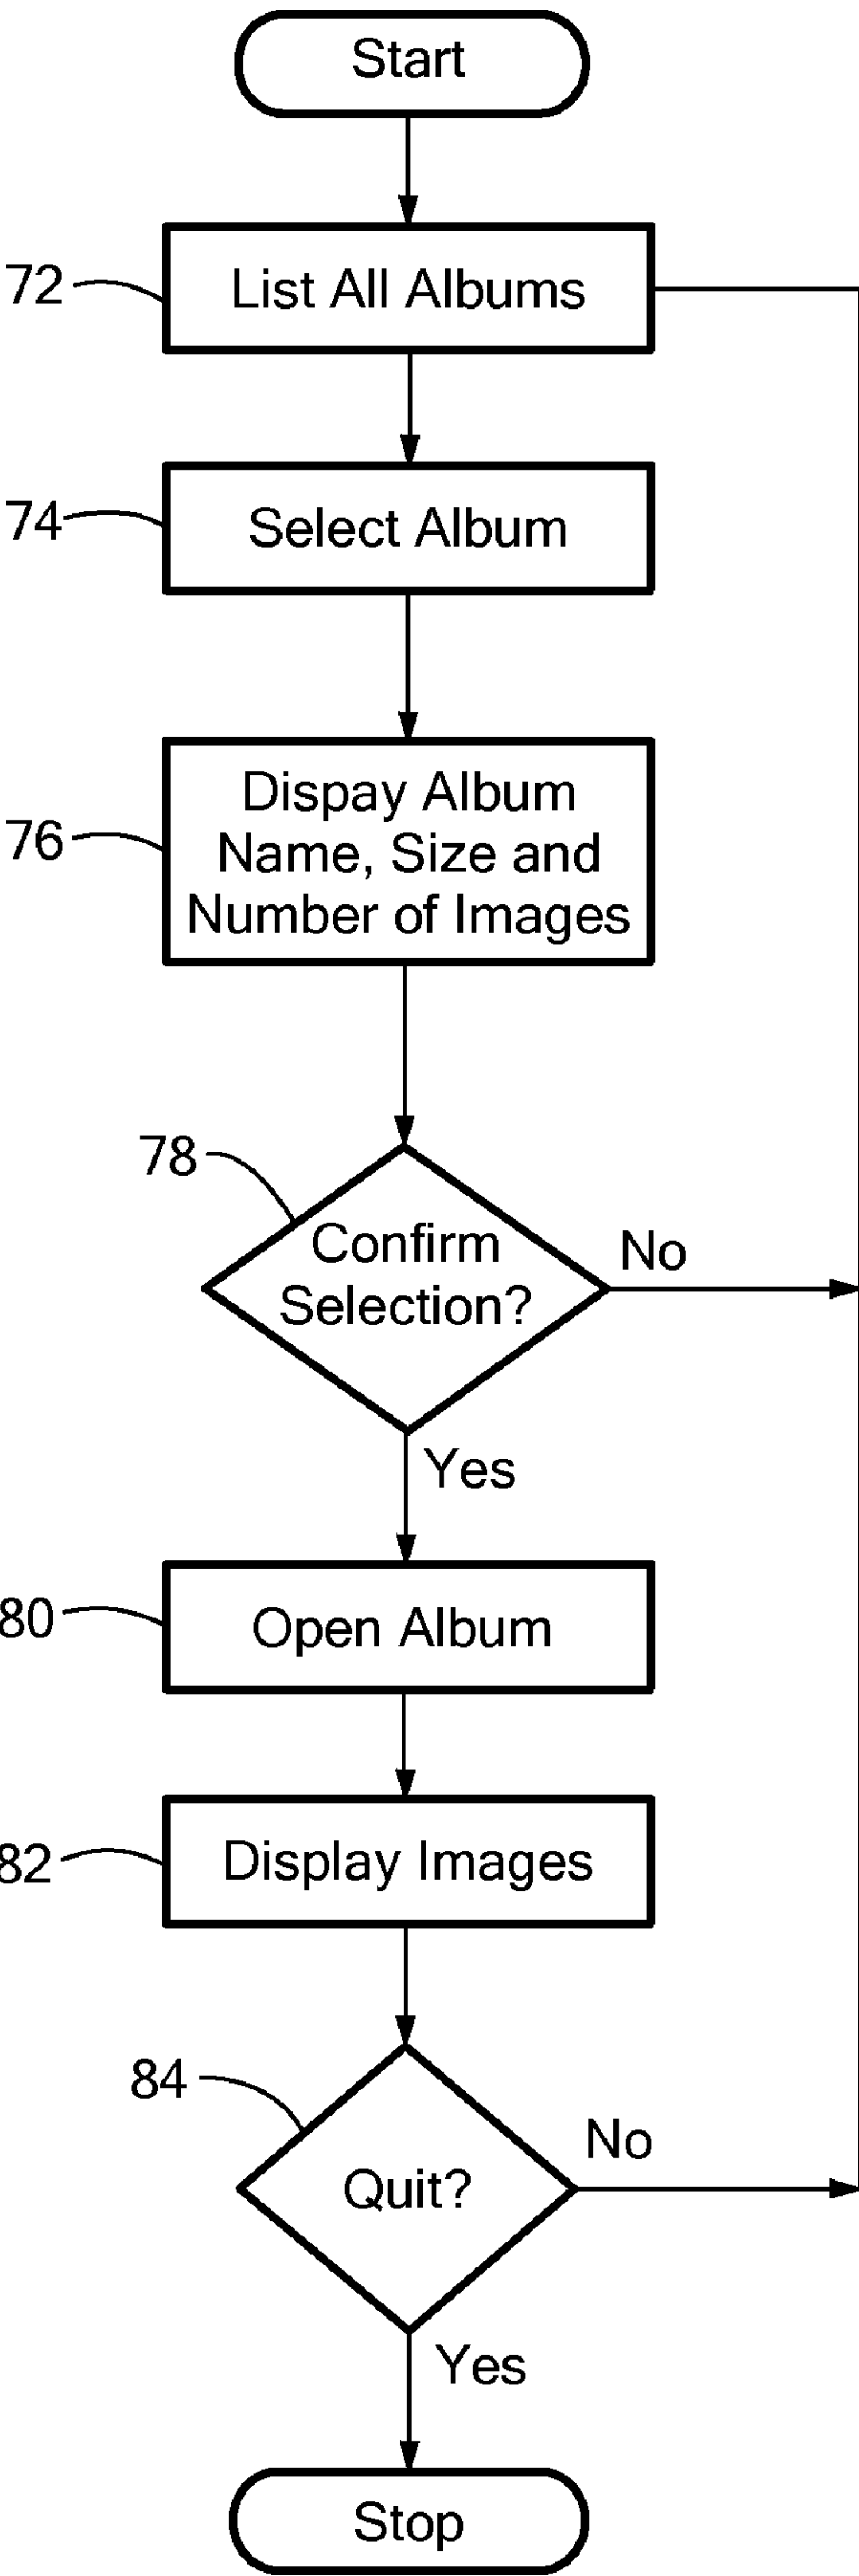 Start
72
List All Albums
74
Select Album
76
Dispay Album
Name, Size and
Number of Images
78
Confirm
Selection?
No
Yes
80
Open Album
82
Display Images
84
Quit?
No
Yes
Stop